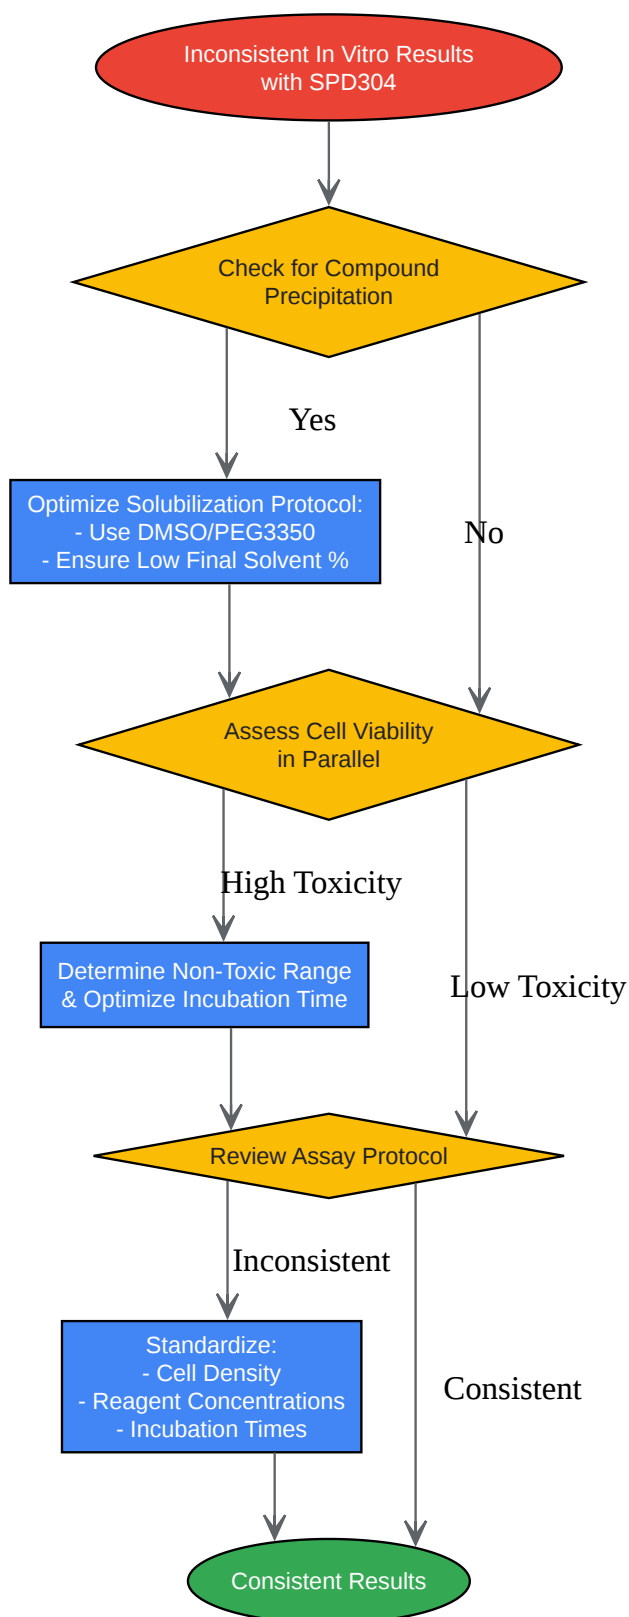 Inconsistent In Vitro Results
with SPD304
Check for Compound
Precipitation
Yes
Optimize Solubilization Protocol:
- Use DMSO/PEG3350
- Ensure Low Final Solvent %
No
Assess Cell Viability
in Parallel
High Toxicity
Determine Non-Toxic Range
& Optimize Incubation Time
Low Toxicity
Review Assay Protocol
Inconsistent
Standardize:
- Cell Density
- Reagent Concentrations
- Incubation Times
Consistent
Consistent Results